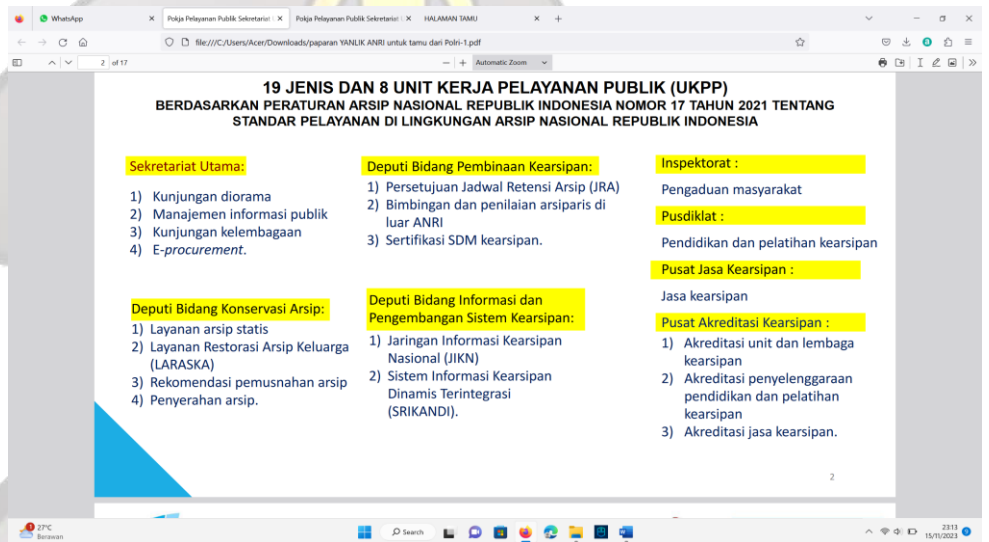 WhatsApp
Pokja Pelayanan Publik Sekretariat
Pokja Pelayanan Publik Sekretariat
HALAMAN TAMU
file:///C:/Users/Acer/Downloads/paparan YANLIK ANRI untuk tamu dari Polri-1.pdf
2 of 17
Automatic Zoom
19 JENIS DAN 8 UNIT KERJA PELAYANAN PUBLIK (UKPP)
BERDASARKAN PERATURAN ARSIP NASIONAL REPUBLIK INDONESIA NOMOR 17 TAHUN 2021 TENTANG
STANDAR PELAYANAN DI LINGKUNGAN ARSIP NASIONAL REPUBLIK INDONESIA
Sekretariat Utama:
1) Kunjungan diorama
2) Manajemen informasi publik
3) Kunjungan kelembagaan
4) E-procurement.
Deputi Bidang Konservasi Arsip:
1) Layanan arsip statis
2) Layanan Restorasi Arsip Keluarga
(LARASKA)
3) Rekomendasi pemusnahan arsip
4) Penyerahan arsip.
Deputi Bidang Pembinaan Kearsipan:
1) Persetujuan Jadwal Retensi Arsip (JRA)
2) Bimbingan dan penilaian arsiparis di
luar ANRI
3) Sertifikasi SDM kearsipan.
Deputi Bidang Informasi dan
Pengembangan Sistem Kearsipan:
1) Jaringan Informasi Kearsipan
Nasional (JIKN)
2) Sistem Informasi Kearsipan
Dinamis Terintegrasi
(SRIKANDI).
Inspektorat :
Pengaduan masyarakat
Pusdiklat :
Pendidikan dan pelatihan kearsipan
Pusat Jasa Kearsipan :
Jasa kearsipan
Pusat Akreditasi Kearsipan :
1) Akreditasi unit dan lembaga
kearsipan
2) Akreditasi penyelenggaraan
pendidikan dan pelatihan
kearsipan
3) Akreditasi jasa kearsipan.
2
27°C
Berawan
Search
23:13
15/11/2023